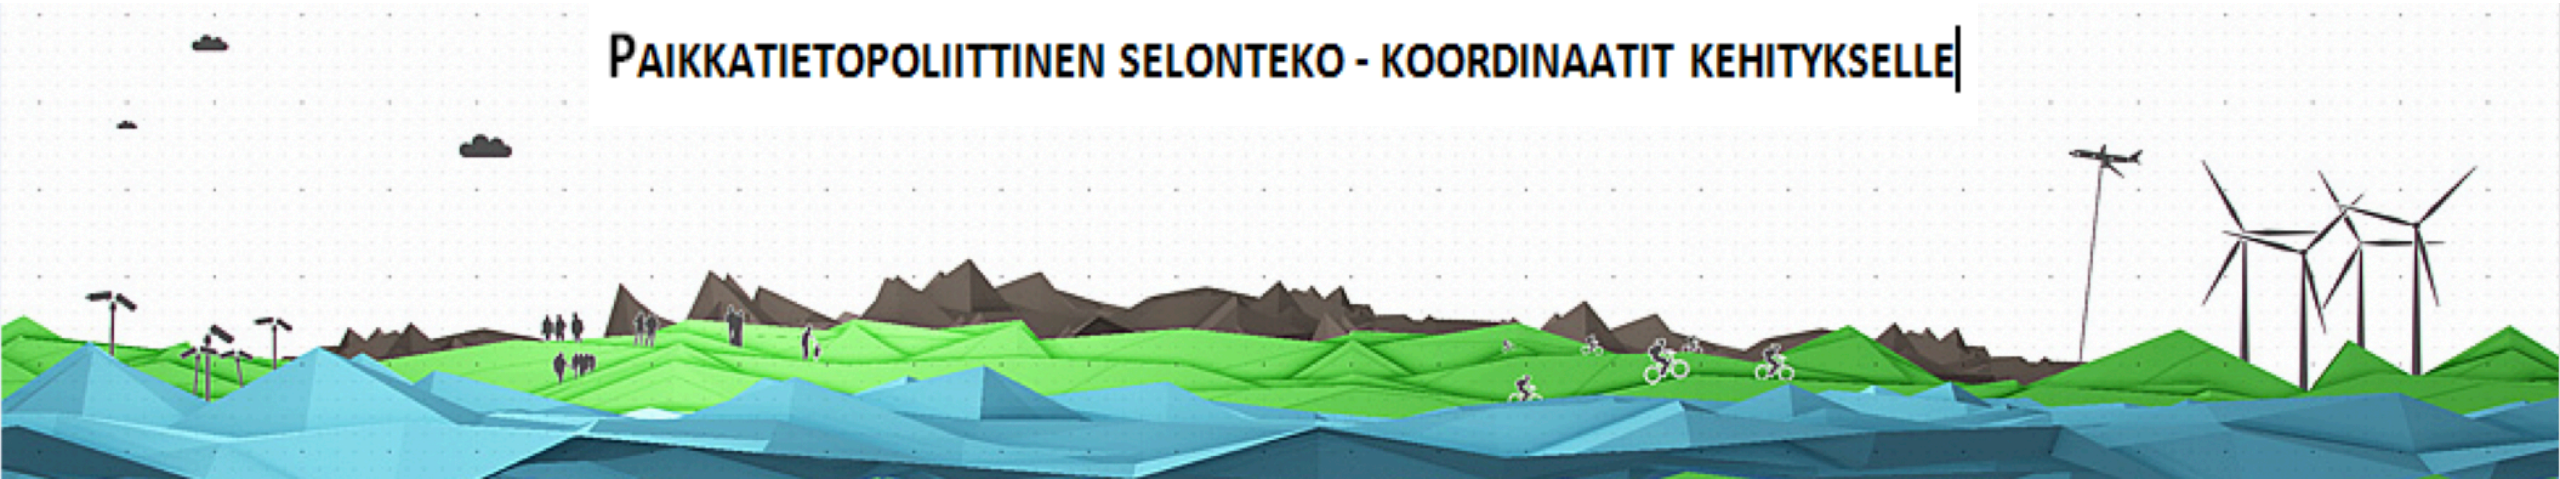 PAIKKATIETOPOLIITTINEN SELONTEKO - KOORDINAATIT KEHITYKSELLE